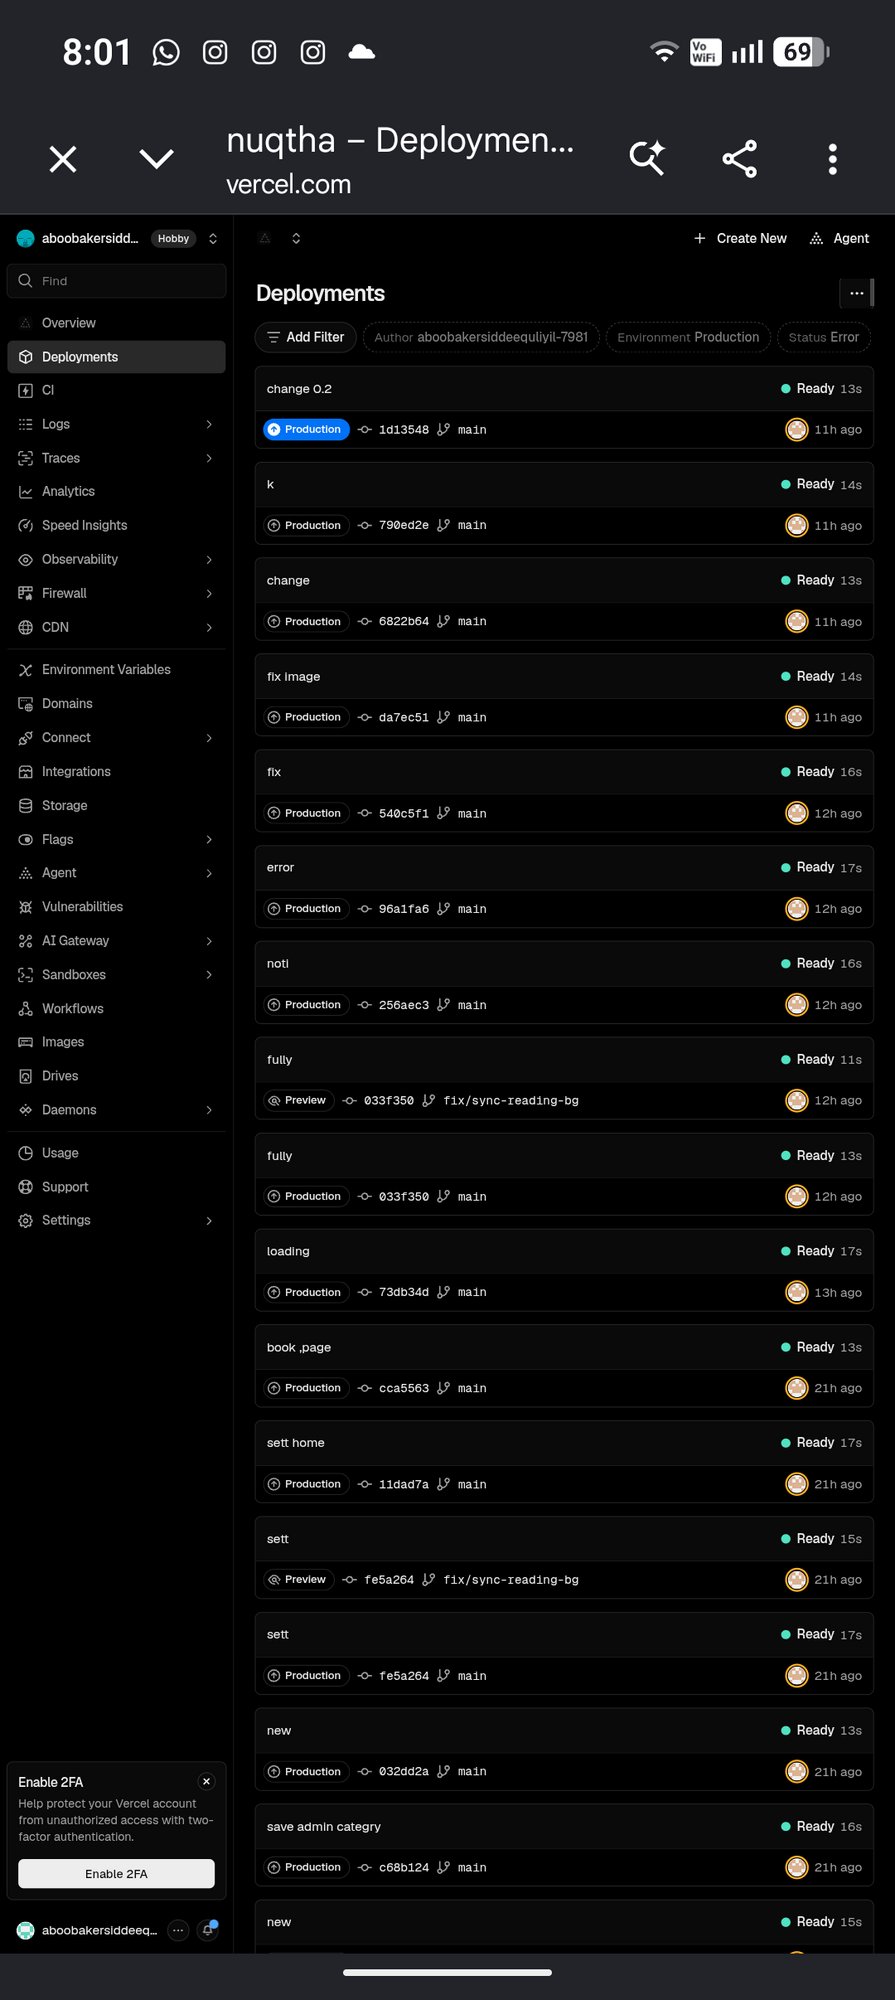 8:01
Vo
WiFi
69
nuqtha – Deploymen...
vercel.com
aboobakersidd...
Hobby
Create New
Agent
Find
Overview
Deployments
CI
Logs
Traces
Analytics
Speed Insights
Observability
Firewall
CDN
Environment Variables
Domains
Connect
Integrations
Storage
Flags
Agent
Vulnerabilities
AI Gateway
Sandboxes
Workflows
Images
Drives
Daemons
Usage
Support
Settings
Enable 2FA
Help protect your Vercel account
from unauthorized access with two-
factor authentication.
Enable 2FA
aboobakersiddeeq...
Deployments
Add Filter
Author aboobakersiddeequliyil-7981
Environment Production
Status Error
change 0.2 Ready 13s
Production 1d13548 main 11h ago
k Ready 14s
Production 790ed2e main 11h ago
change Ready 13s
Production 6822b64 main 11h ago
fix image Ready 14s
Production da7ec51 main 11h ago
fix Ready 16s
Production 540c5f1 main 12h ago
error Ready 17s
Production 96a1fa6 main 12h ago
noti Ready 16s
Production 256aec3 main 12h ago
fully Ready 11s
Preview 033f350 fix/sync-reading-bg 12h ago
fully Ready 13s
Production 033f350 main 12h ago
loading Ready 17s
Production 73db34d main 13h ago
book ,page Ready 13s
Production cca5563 main 21h ago
sett home Ready 17s
Production 11dad7a main 21h ago
sett Ready 15s
Preview fe5a264 fix/sync-reading-bg 21h ago
sett Ready 17s
Production fe5a264 main 21h ago
new Ready 13s
Production 032dd2a main 21h ago
save admin categry Ready 16s
Production c68b124 main 21h ago
new Ready 15s